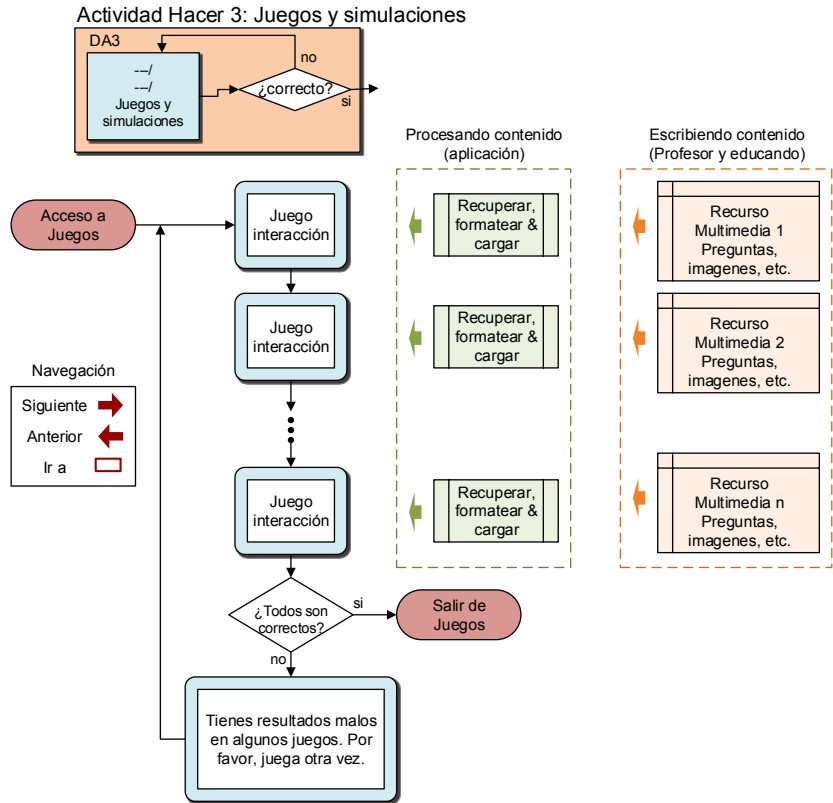 Actividad Hacer 3: Juegos y simulaciones
DA3
---/
---/
Juegos y
simulaciones
no
¿correcto?
si
Procesando contenido
(aplicación)
Escribiendo contenido
(Profesor y educando)
Acceso a
Juegos
Juego
interacción
Recuperar,
formatear &
cargar
Recurso
Multimedia 1
Preguntas,
imagenes, etc.
Juego
interacción
Recuperar,
formatear &
cargar
Recurso
Multimedia 2
Preguntas,
imagenes, etc.
Navegación
Siguiente
Anterior
Ir a
Juego
interacción
Recuperar,
formatear &
cargar
Recurso
Multimedia n
Preguntas,
imagenes, etc.
¿Todos son
correctos?
si
Salir de
Juegos
no
Tienes resultados malos
en algunos juegos. Por
favor, juega otra vez.